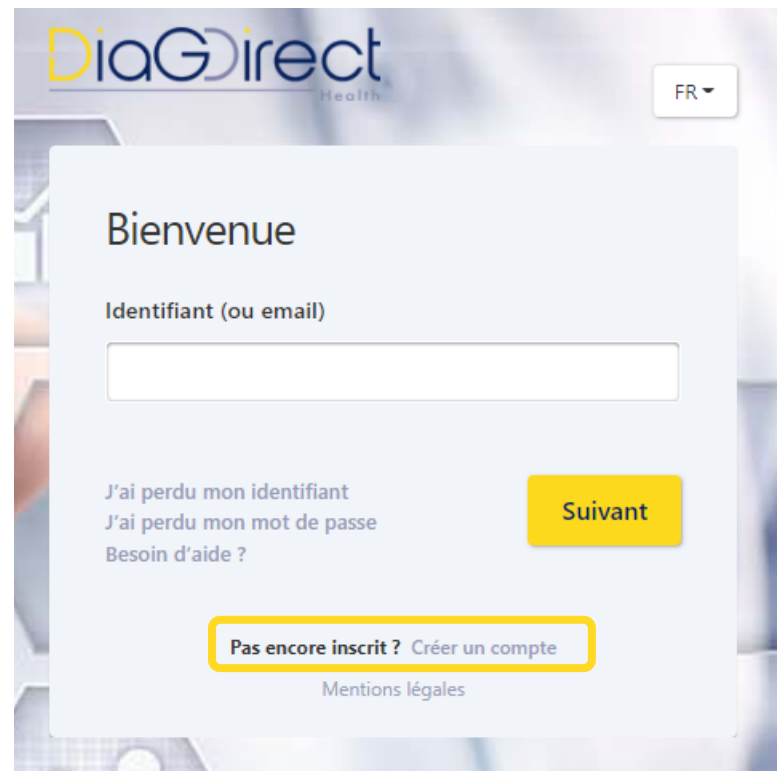 DiaGDirect
Health
FR
Bienvenue
Identifiant (ou email)
J'ai perdu mon identifiant
J'ai perdu mon mot de passe
Besoin d'aide ?
Suivant
Pas encore inscrit ? Créer un compte
Mentions légales